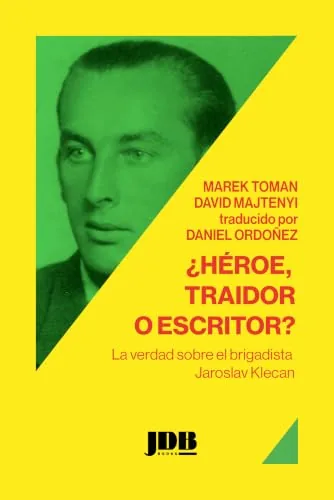 MAREK TOMAN
DAVID MAJTENYI
traducido por
DANIEL ORDOÑEZ
¿HÉROE,
TRAIDOR
O ESCRITOR?
La verdad sobre el brigadista
Jaroslav Klecan
JDB
BOOKS